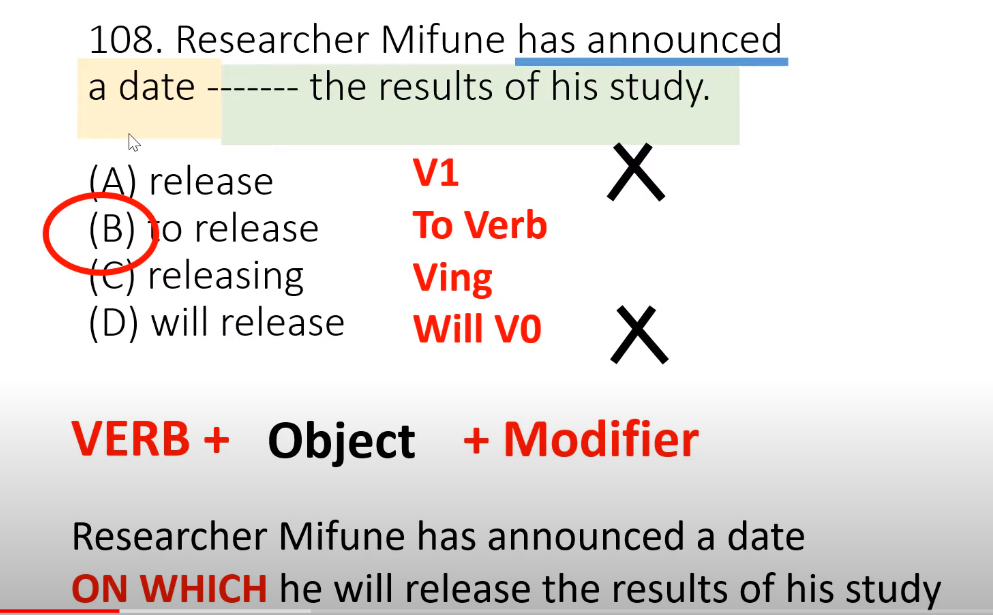 108. Researcher Mifune has announced
a date ------- the results of his study.
(A) release V1 X
(B) to release To Verb
(C) releasing Ving
(D) will release Will V0 X
VERB + Object + Modifier
Researcher Mifune has announced a date
ON WHICH he will release the results of his study